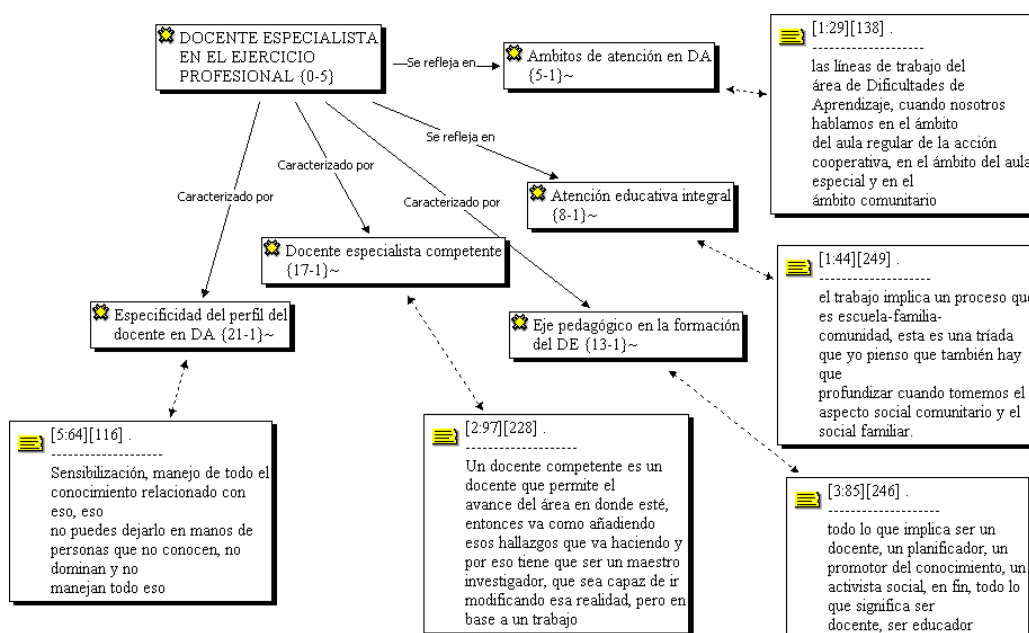 DOCENTE ESPECIALISTA
EN EL EJERCICIO
PROFESIONAL {0-5}
Se refleja en
Ambitos de atención en DA
{5-1}~
[1:29][138] .
--------------------
las líneas de trabajo del
área de Dificultades de
Aprendizaje, cuando nosotros
hablamos en el ámbito
del aula regular de la acción
cooperativa, en el ámbito del aula
especial y en el
ámbito comunitario
Se refleja en
Atención educativa integral
{8-1}~
[1:44][249] .
--------------------
el trabajo implica un proceso que
es escuela-familia-
comunidad, esta es una tríada
que yo pienso que también hay
que
profundizar cuando tomemos el
aspecto social comunitario y el
social familiar.
Caracterizado por
Caracterizado por
Caracterizado por
Docente especialista competente
{17-1}~
Especificidad del perfil del
docente en DA {21-1}~
Eje pedagógico en la formación
del DE {13-1}~
[5:64][116] .
--------------------
Sensibilización, manejo de todo el
conocimiento relacionado con
eso, eso
no puedes dejarlo en manos de
personas que no conocen, no
dominan y no
manejan todo eso
[2:97][228] .
--------------------
Un docente competente es un
docente que permite el
avance del área en donde esté,
entonces va como añadiendo
esos hallazgos que va haciendo y
por eso tiene que ser un maestro
investigador, que sea capaz de ir
modificando esa realidad, pero en
base a un trabajo
[3:85][246] .
--------------------
todo lo que implica ser un
docente, un planificador, un
promotor del conocimiento, un
activista social, en fin, todo lo
que significa ser
docente, ser educador